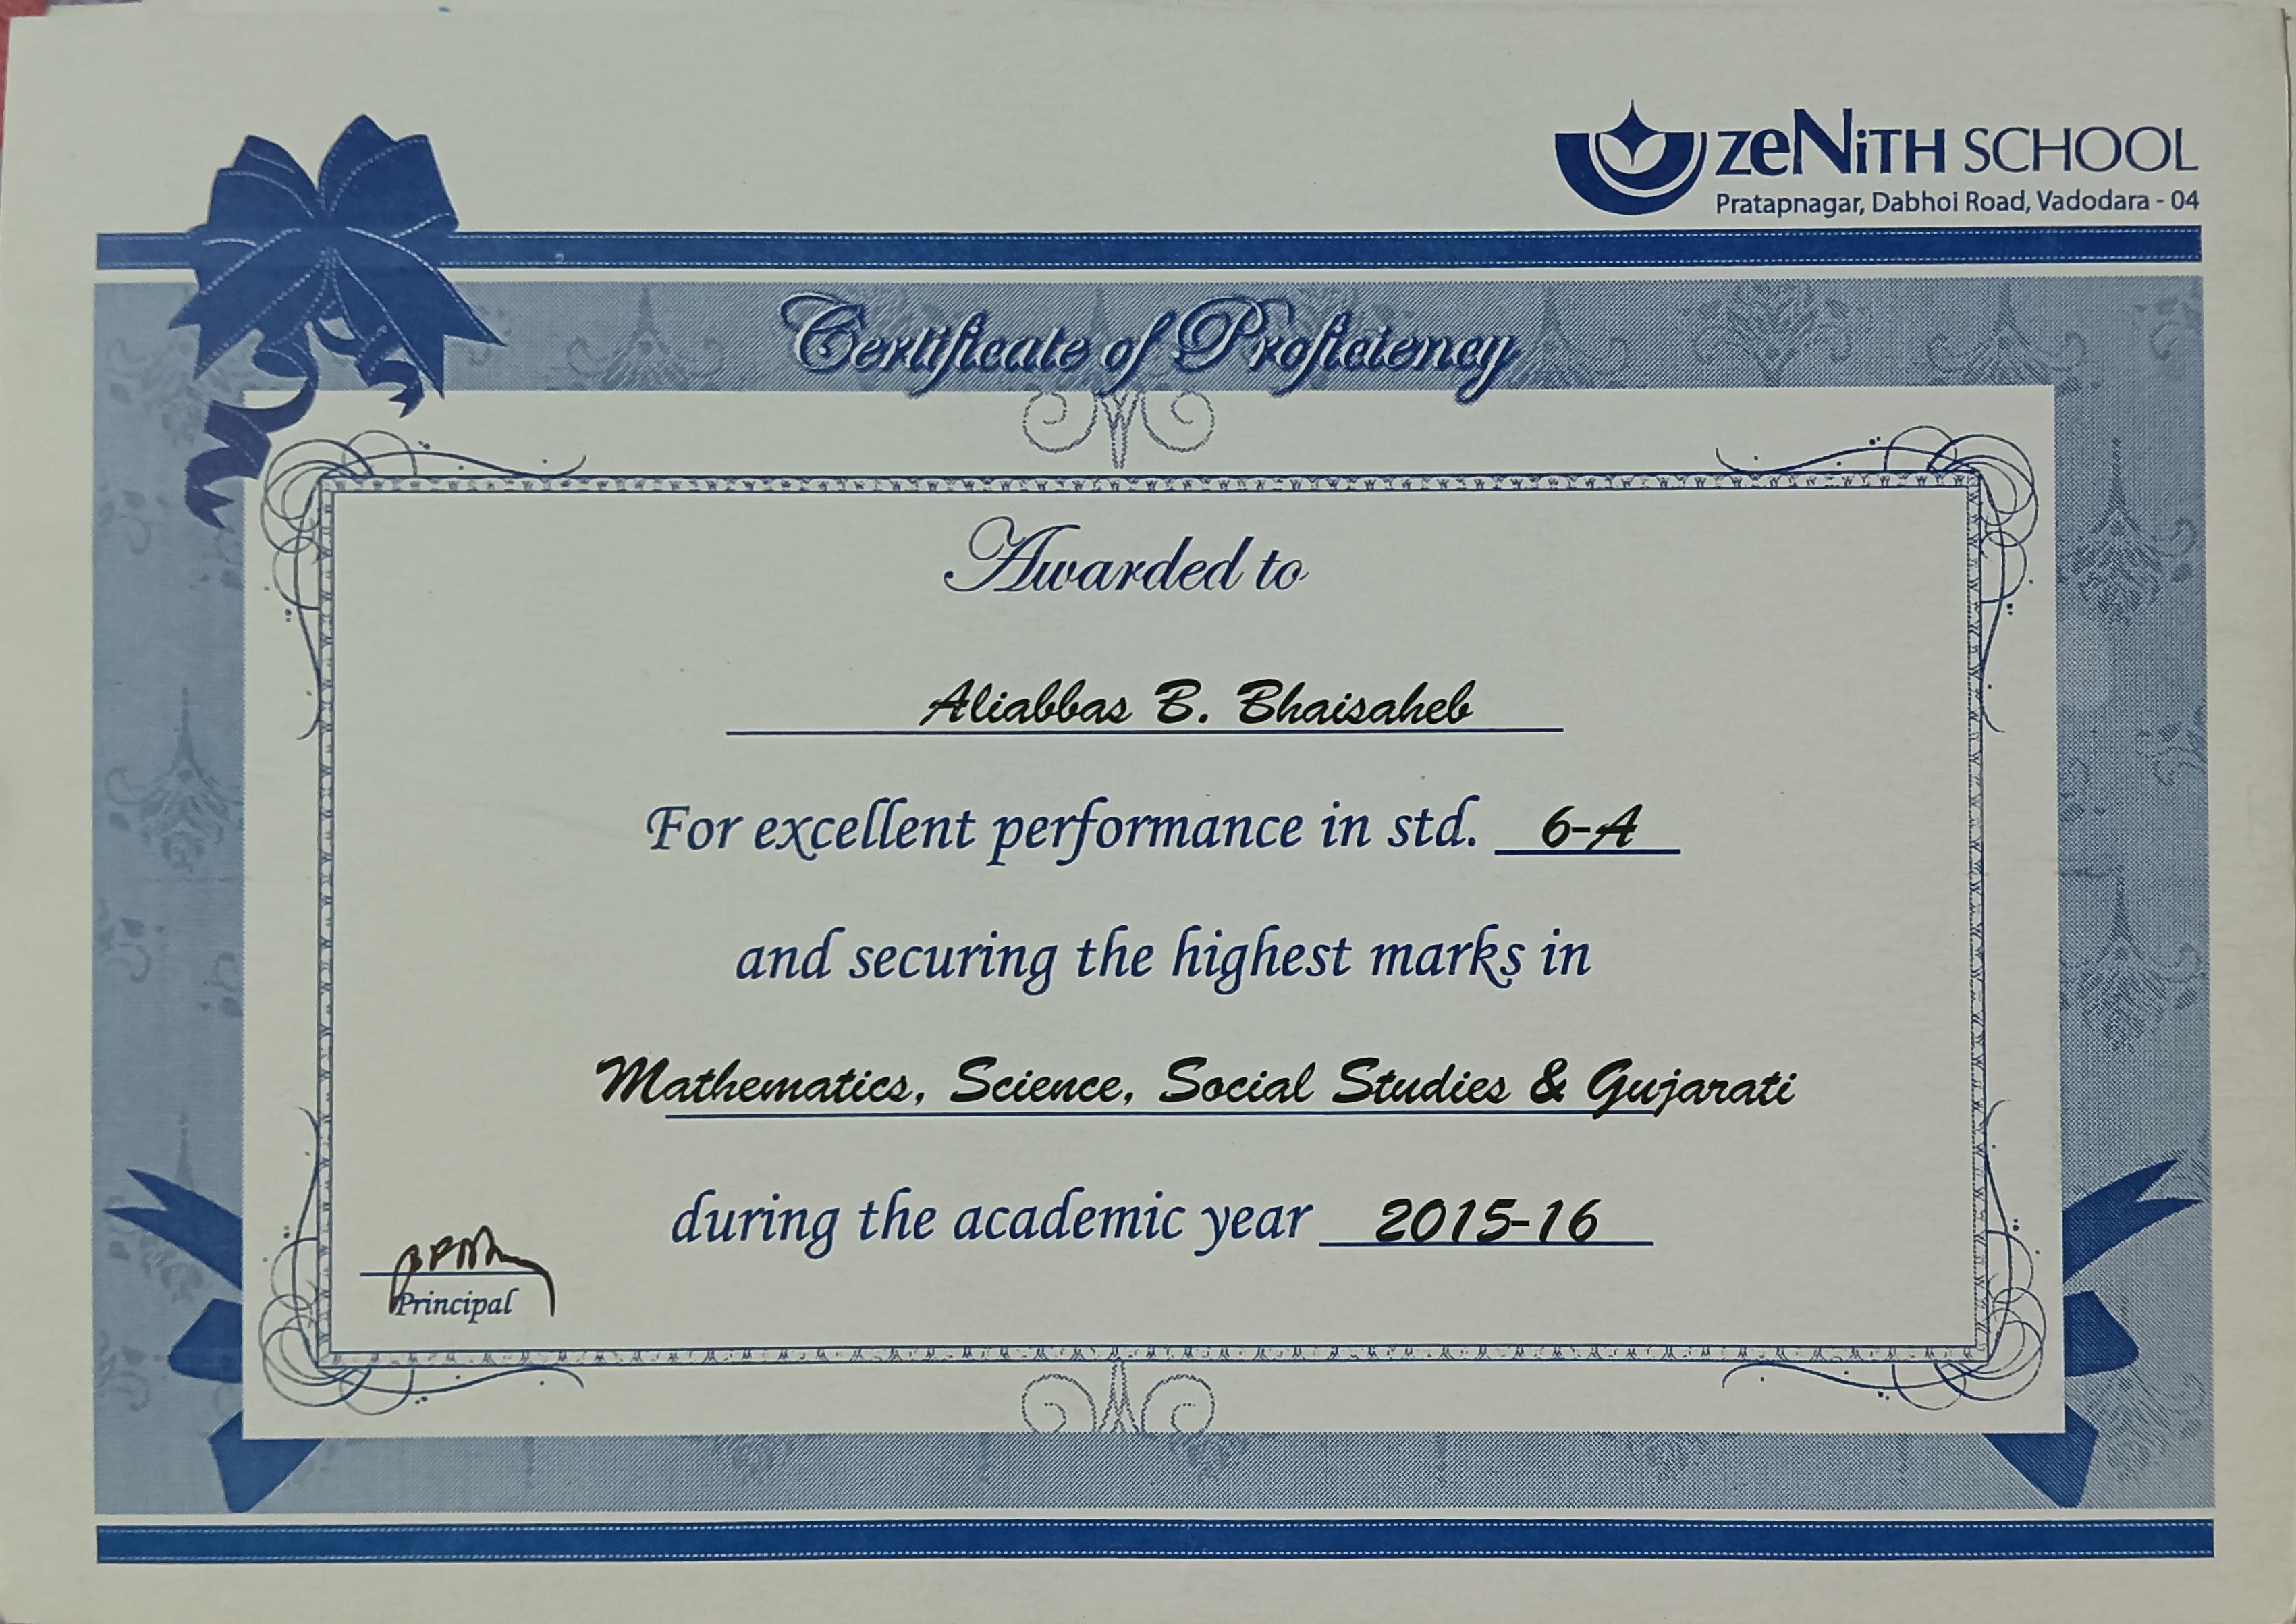 zeNiTH SCHOOL
Pratapnagar, Dabhoi Road, Vadodara - 04
Certificate of Proficiency
Awarded to
Aliabbas B. Bhaisaheb
For excellent performance in std. 6-A
and securing the highest marks in
Mathematics, Science, Social Studies & Gujarati
during the academic year 2015-16
Principal